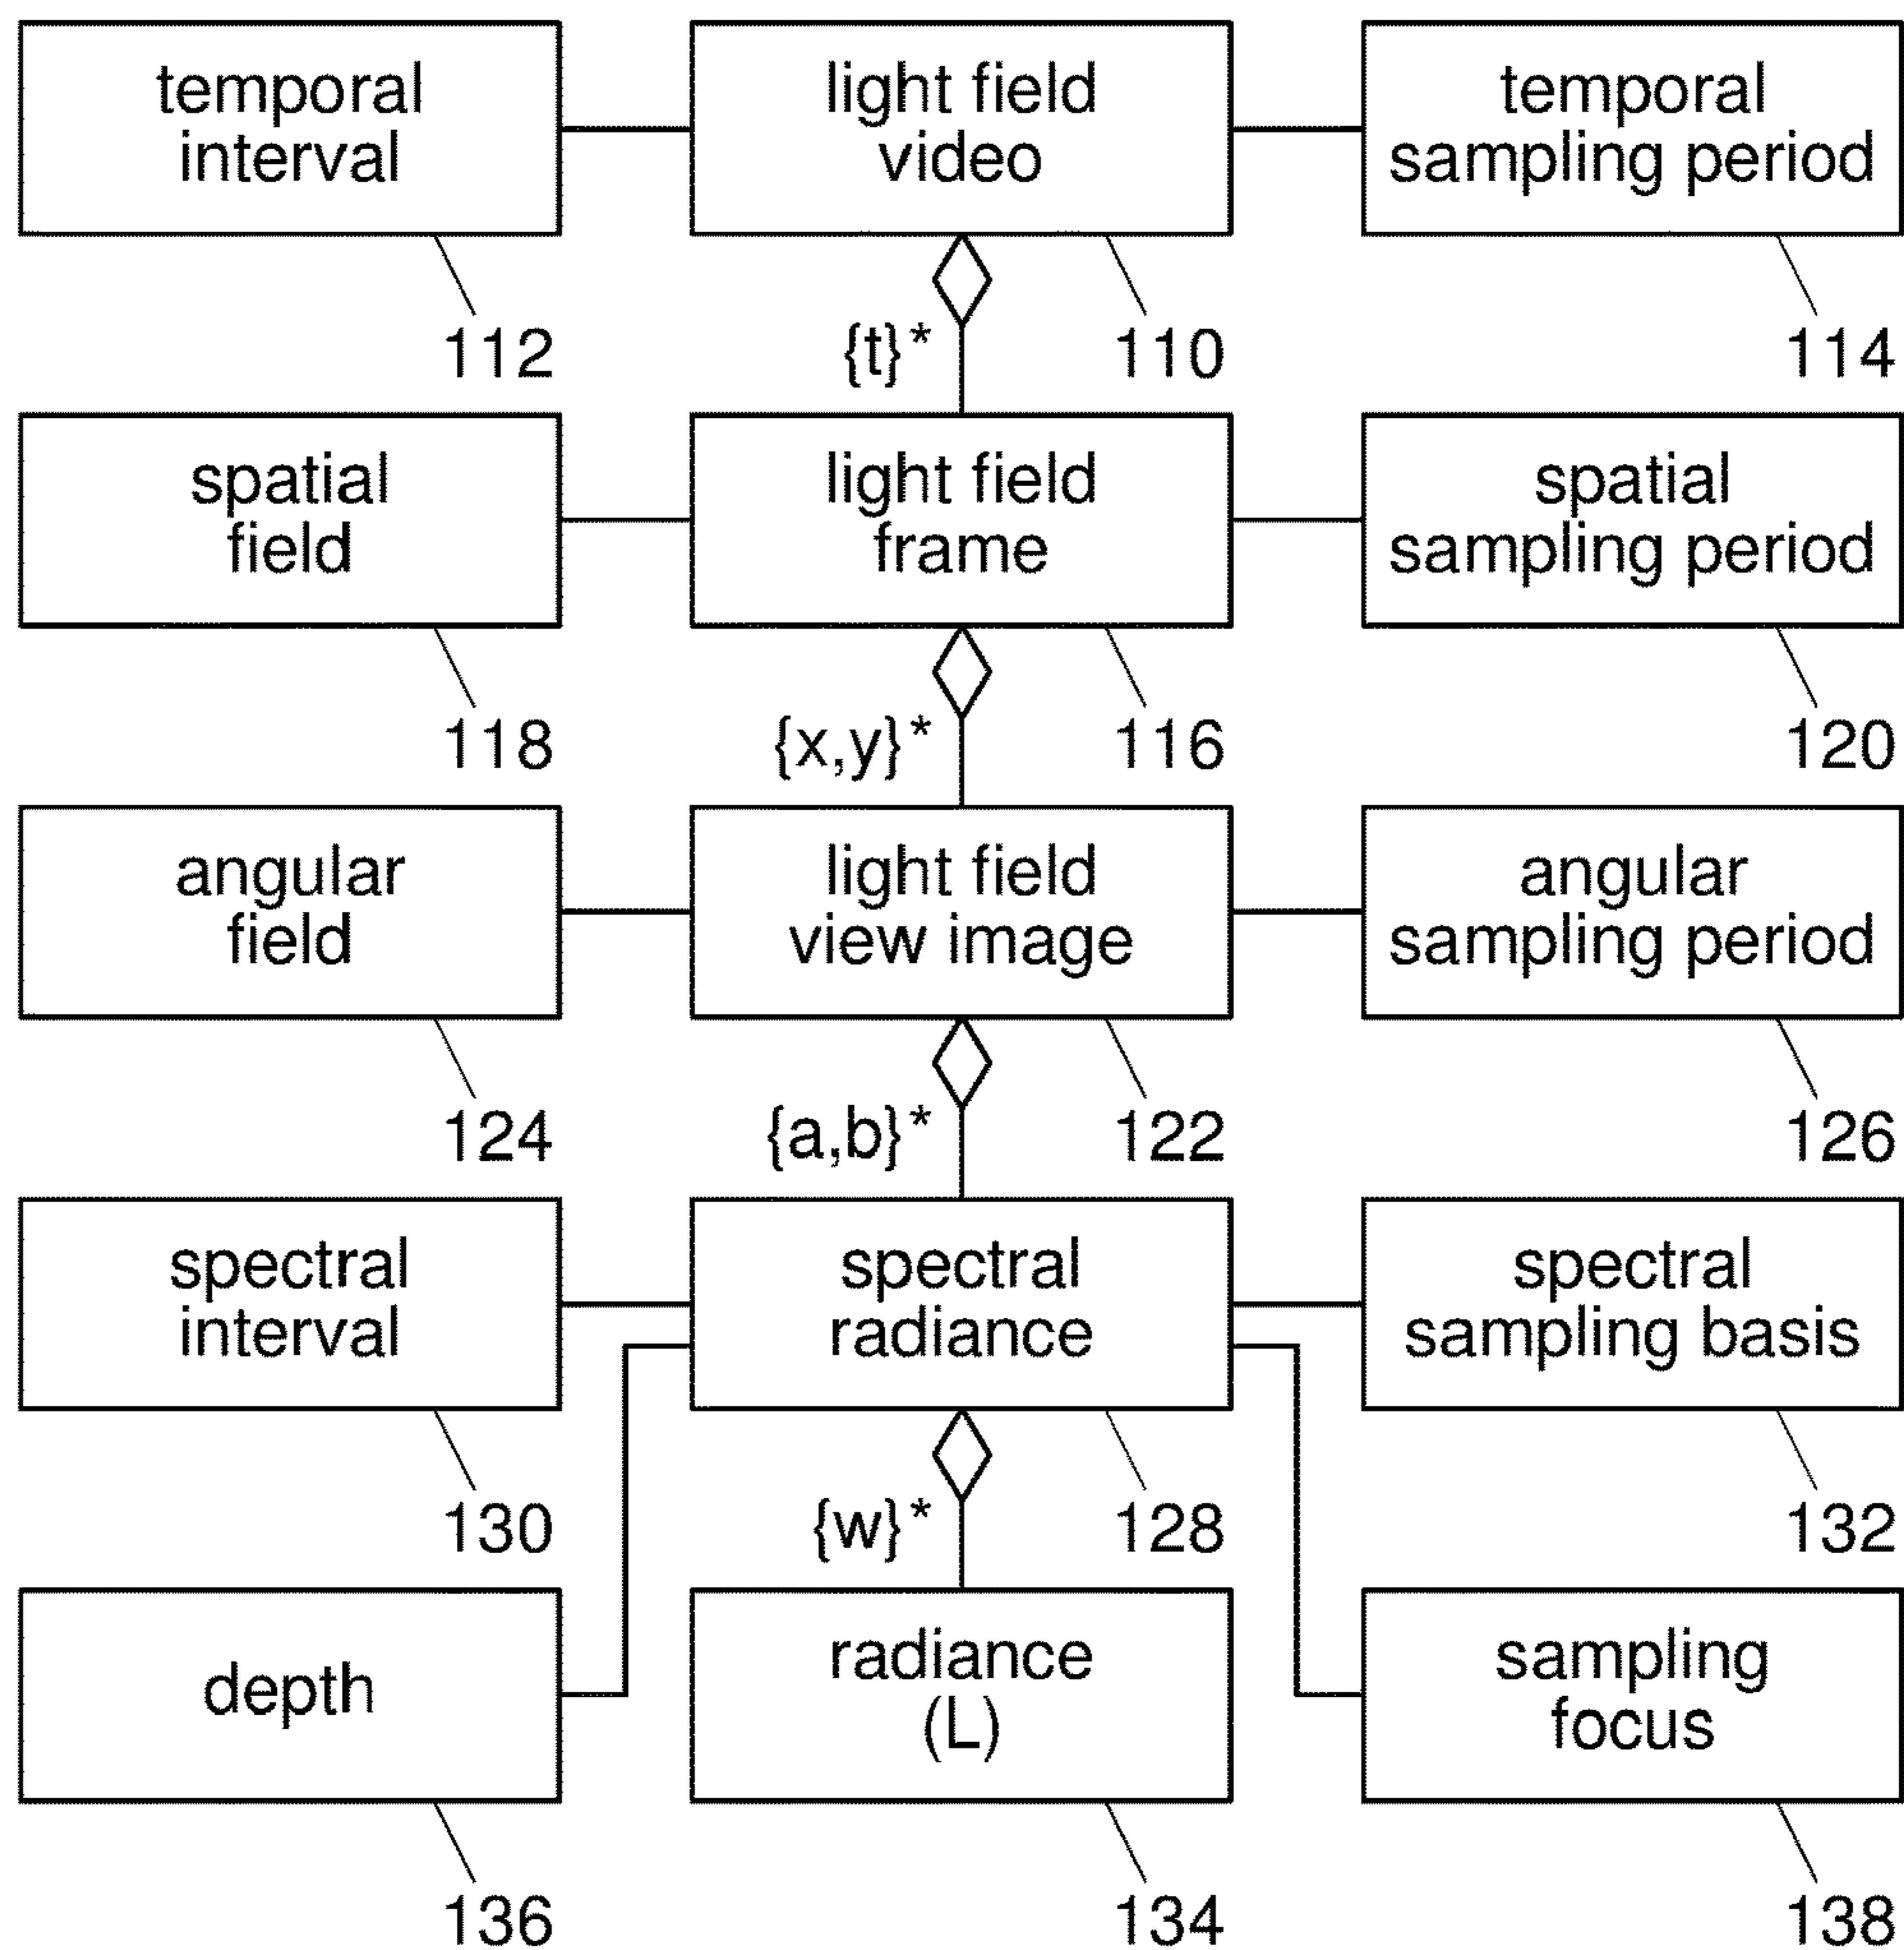 temporal
interval
light field
video
temporal
sampling period
112
{t}*
110
114
spatial
field
light field
frame
spatial
sampling period
118
{x,y}*
116
120
angular
field
light field
view image
angular
sampling period
124
{a,b}*
122
126
spectral
interval
spectral
radiance
spectral
sampling basis
130
{w}*
128
132
depth
radiance
(L)
sampling
focus
136
134
138